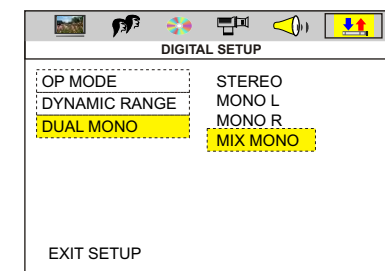 DIGITAL SETUP
OP MODE
DYNAMIC RANGE
DUAL MONO
STEREO
MONO L
MONO R
MIX MONO
EXIT SETUP